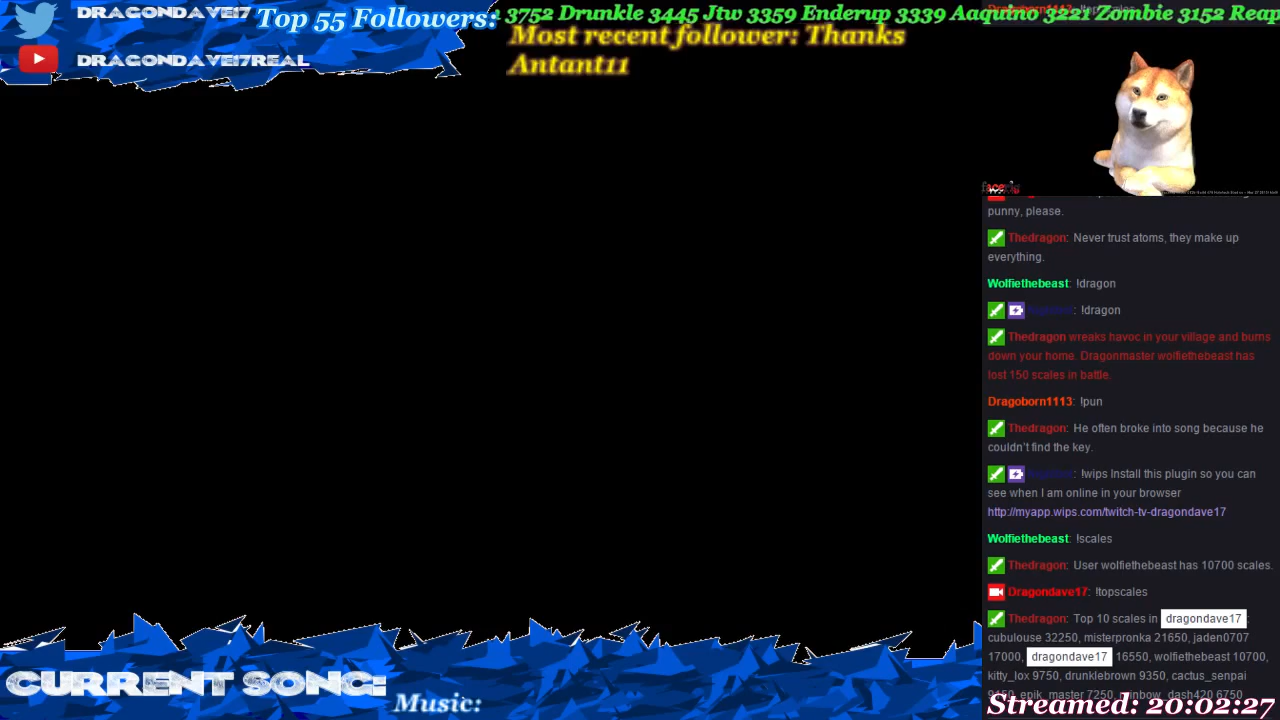 DRAGONDAVE17
Top 55 Followers:
3752 Drunkle 3445 Jtw 3359 Enderup 3339 Aaquino 3221 Zombie 3152 Reap
Most recent follower: Thanks
Antant11
DRAGONDAVE17REAL
punny, please.
Thedragon: Never trust atoms, they make up
everything.
Wolfiethebeast: !dragon
: !dragon
Thedragon wreaks havoc in your village and burns
down your home. Dragonmaster wolfiethebeast has
lost 150 scales in battle.
Dragoborn1113: !pun
Thedragon: He often broke into song because he
couldn't find the key.
: !wips Install this plugin so you can
see when I am online in your browser
http://myapp.wips.com/twitch-tv-dragondave17
Wolfiethebeast: !scales
Thedragon: User wolfiethebeast has 10700 scales.
Dragondave17: !topscales
Thedragon: Top 10 scales in dragondave17 :
cubulouse 32250, misterpronka 21650, jaden0707
17000, dragondave17 16550, wolfiethebeast 10700,
kitty_lox 9750, drunklebrown 9350, cactus_senpai
epik_master 7250, 6750
CURRENT SONG:
Music:
Streamed: 20:02:27